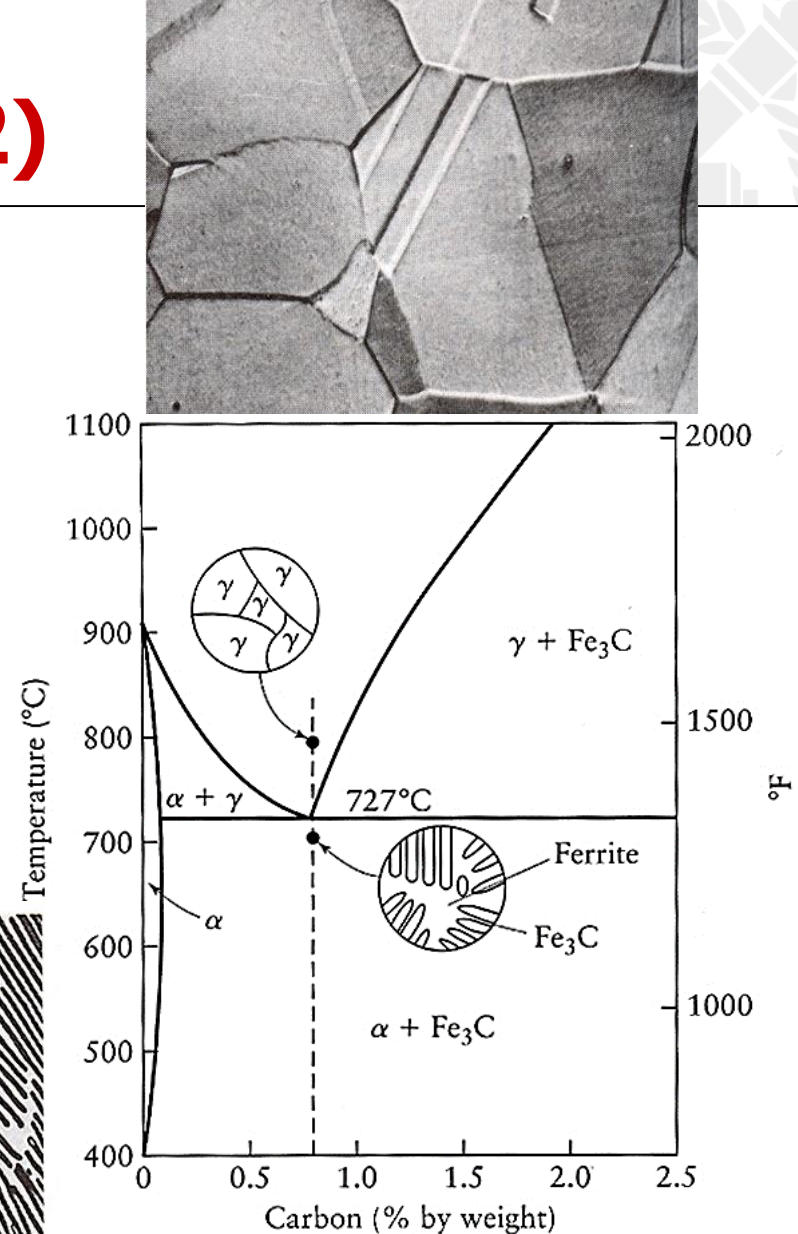 2)
1100
1000
900
800
700
600
500
400
Temperature (°C)
2000
1500
1000
°F
γ
γ
γ
γ
γ
γ + Fe₃C
α + γ
727°C
Ferrite
Fe₃C
α
α + Fe₃C
0 0.5 1.0 1.5 2.0 2.5
Carbon (% by weight)